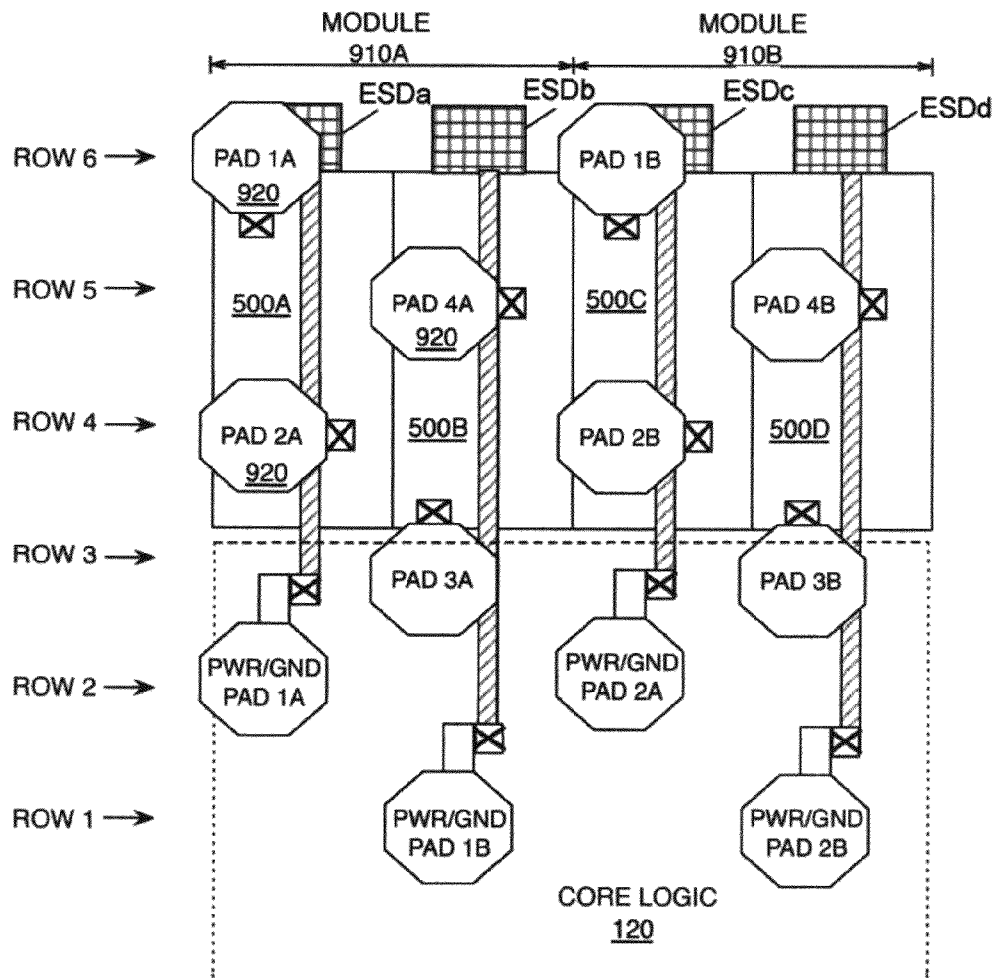 MODULE
910A
MODULE
910B
ESDa
ESDb
ESDc
ESDd
ROW 6
PAD 1A
920
PAD 1B
ROW 5
500A
PAD 4A
920
500C
PAD 4B
ROW 4
PAD 2A
920
500B
PAD 2B
500D
ROW 3
PAD 3A
PAD 3B
ROW 2
PWR/GND
PAD 1A
PWR/GND
PAD 2A
ROW 1
PWR/GND
PAD 1B
PWR/GND
PAD 2B
CORE LOGIC
120